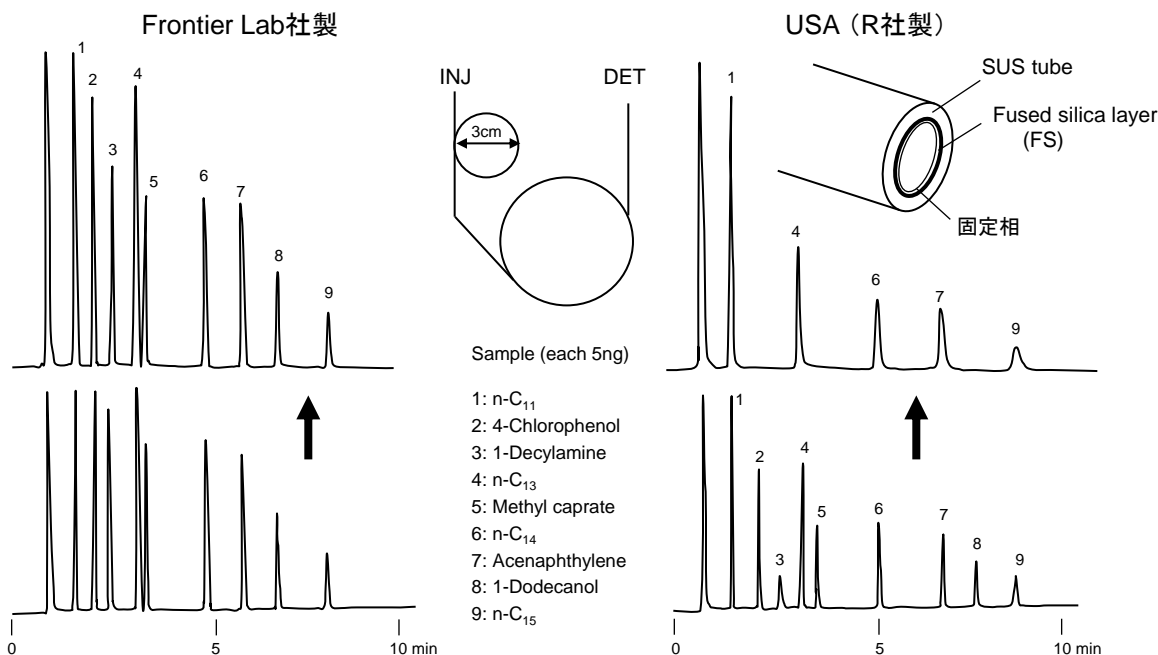 Frontier Lab社製
USA（R社製）
1
2
3
4
5
6
7
8
9
INJ
DET
3cm
1
4
6
7
9
SUS tube
Fused silica layer
(FS)
固定相
Sample (each 5ng)
1: n-C₁₁
2: 4-Chlorophenol
3: 1-Decylamine
4: n-C₁₃
5: Methyl caprate
6: n-C₁₄
7: Acenaphthylene
8: 1-Dodecanol
9: n-C₁₅
1
2
3
4
5
6
7
8
9
0 5 10 min
0 5 10 min